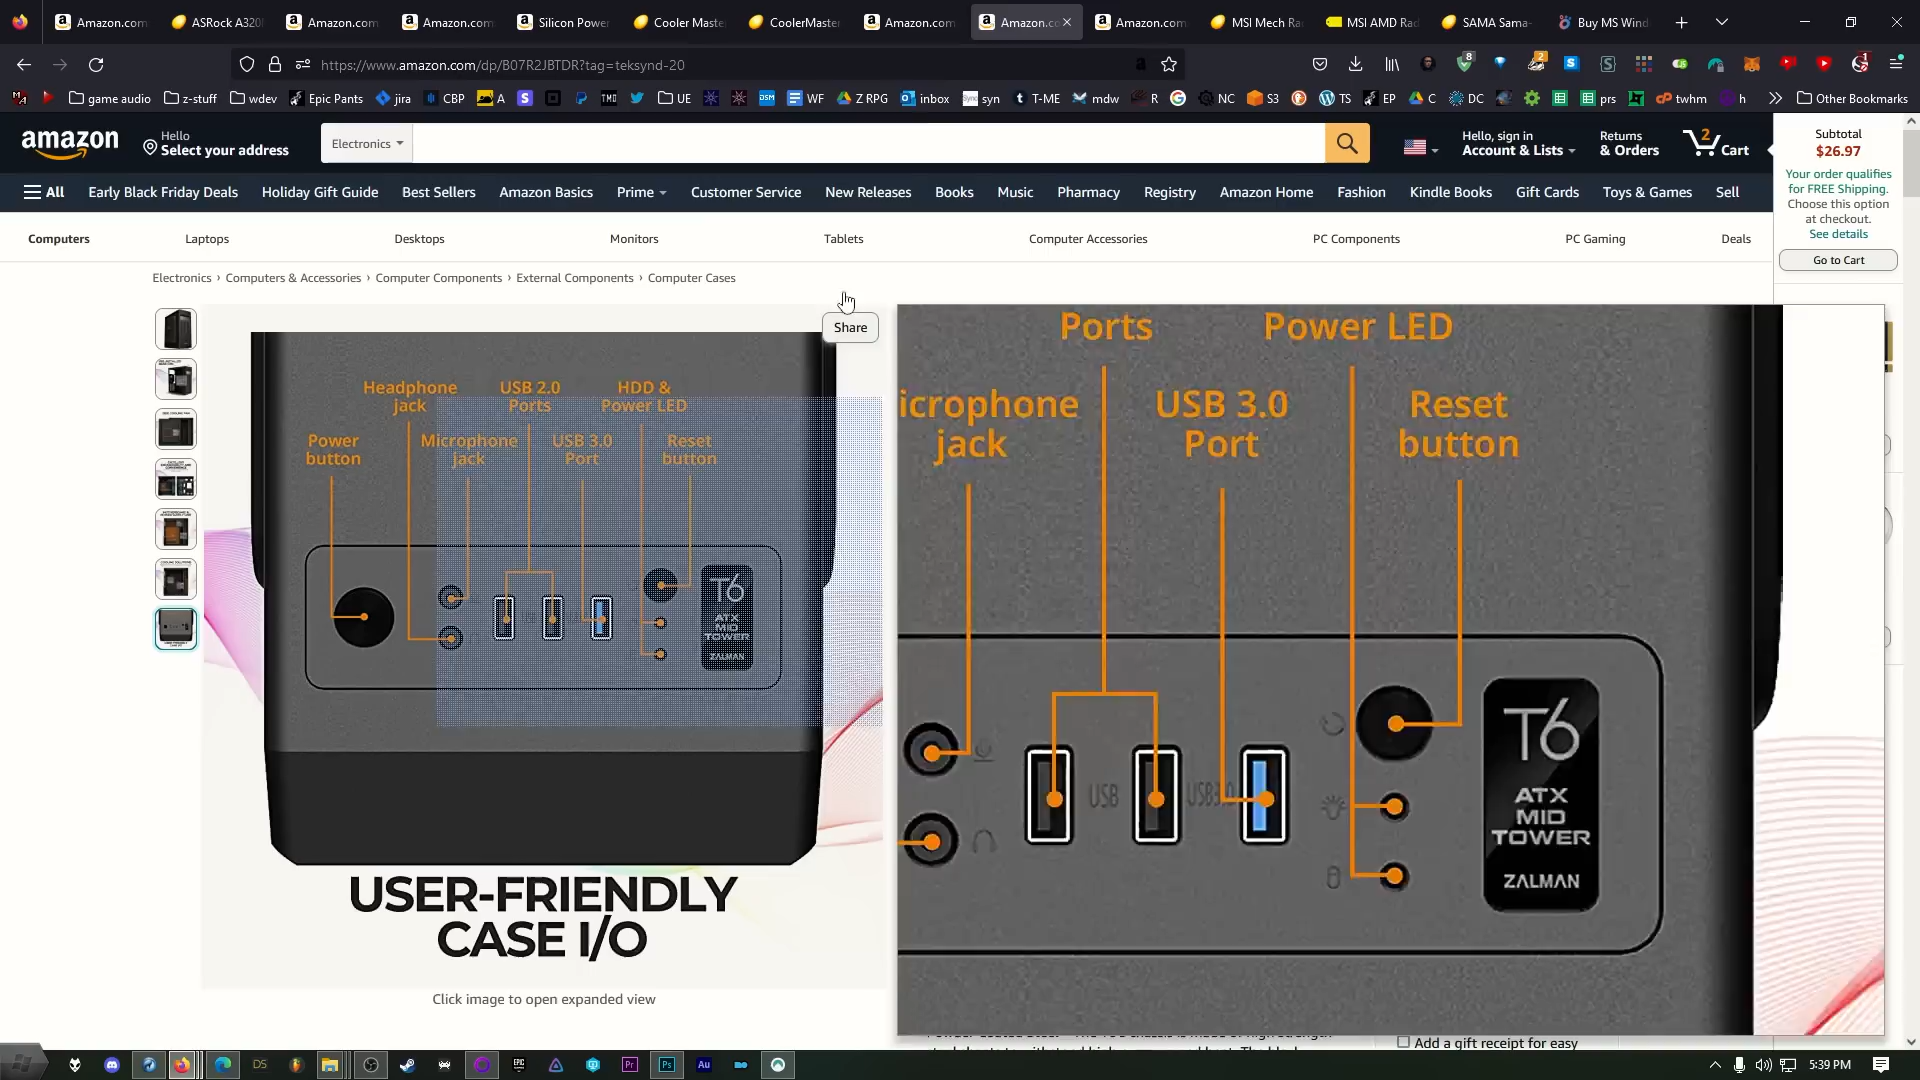 Amazon.com
ASRock A320
Amazon.com
Amazon.com
Silicon Power
Cooler Maste
CoolerMaster
Amazon.com
Amazon.co
Amazon.com
MSI Mech Ra
MSI AMD Rad
SAMA Sama-
Buy MS Wind
https://www.amazon.com/dp/B07R2JBTDR?tag=teksynd-20
game audio
z-stuff
wdev
Epic Pants
jira
CBP
A
UE
DSM
WF
Z RPG
inbox
syn
T-ME
mdw
R
NC
S3
TS
EP
C
DC
prs
twhm
h
Other Bookmarks
amazon
Hello
Select your address
Electronics
Hello, sign in
Account & Lists
Returns
& Orders
2
Cart
Subtotal
$26.97
Your order qualifies
for FREE Shipping.
Choose this option
at checkout.
See details
Go to Cart
All
Early Black Friday Deals
Holiday Gift Guide
Best Sellers
Amazon Basics
Prime
Customer Service
New Releases
Books
Music
Pharmacy
Registry
Amazon Home
Fashion
Kindle Books
Gift Cards
Toys & Games
Sell
Computers
Laptops
Desktops
Monitors
Tablets
Computer Accessories
PC Components
PC Gaming
Deals
Electronics › Computers & Accessories › Computer Components › External Components › Computer Cases
Share
Headphone
jack
USB 2.0
Ports
HDD &
Power LED
Power
button
Microphone
jack
USB 3.0
Port
Reset
button
T6
ATX
MID
TOWER
ZALMAN
USER-FRIENDLY
CASE I/O
Click image to open expanded view
Ports
Power LED
icrophone
jack
USB 3.0
Port
Reset
button
USB
USB3.0
T6
ATX
MID
TOWER
ZALMAN
Add a gift receipt for easy
5:39 PM